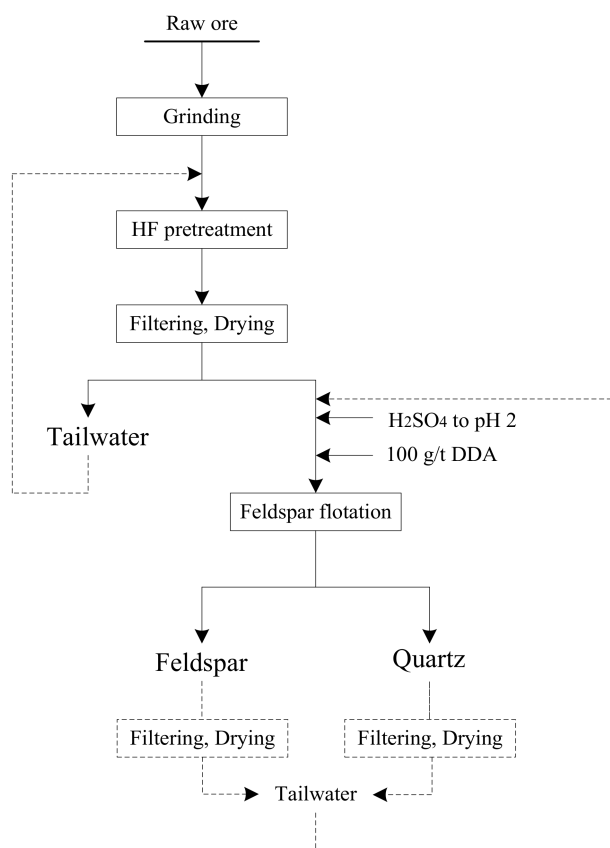 Raw ore
Grinding
HF pretreatment
Filtering, Drying
Tailwater
H2SO4 to pH 2
100 g/t DDA
Feldspar flotation
Feldspar
Quartz
Filtering, Drying
Filtering, Drying
Tailwater